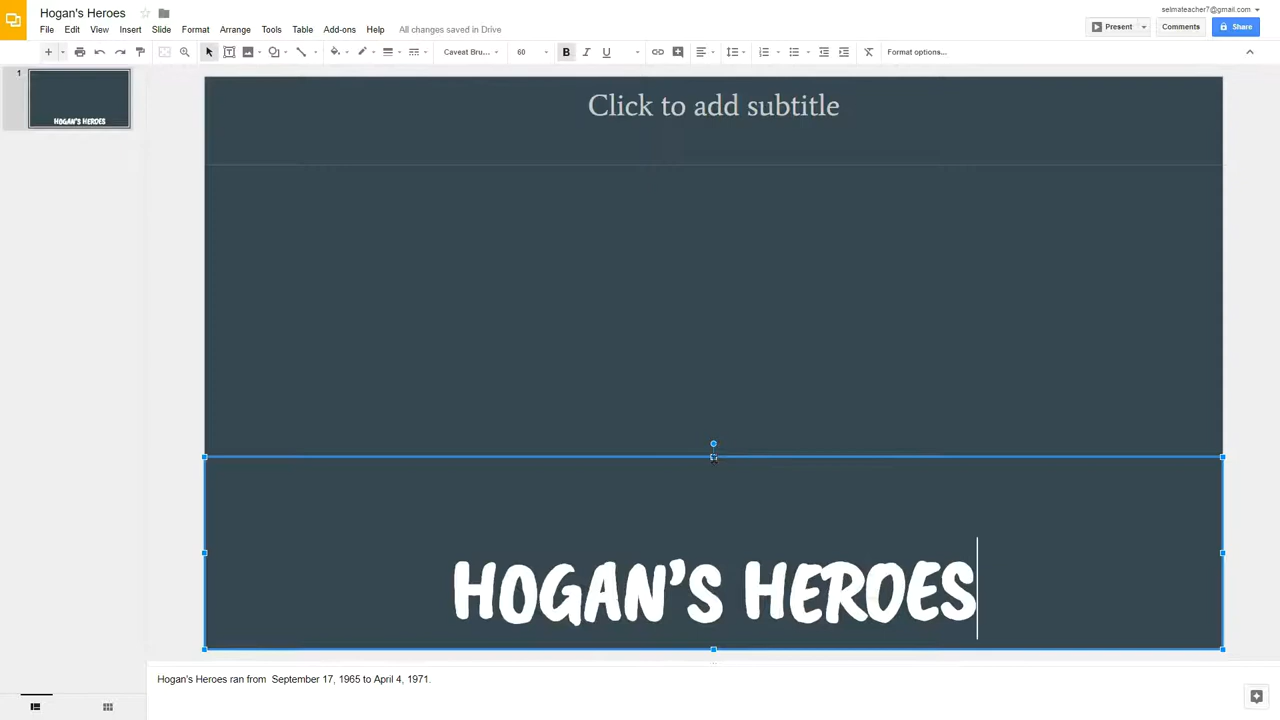 Hogan's Heroes
selmateacher7@gmail.com
File Edit View Insert Slide Format Arrange Tools Table Add-ons Help All changes saved in Drive
Present Comments Share
Caveat Bru... 60 B I U Format options...
1
HOGAN'S HEROES
Click to add subtitle
HOGAN'S HEROES
Hogan's Heroes ran from September 17, 1965 to April 4, 1971.